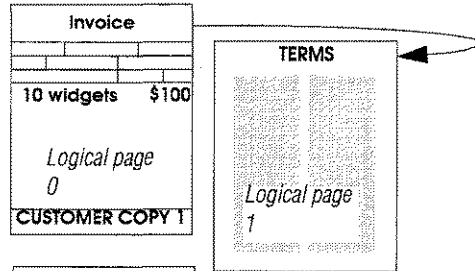 Invoice
10 widgets $100
Logical page
0
CUSTOMER COPY 1
TERMS
Logical page
1